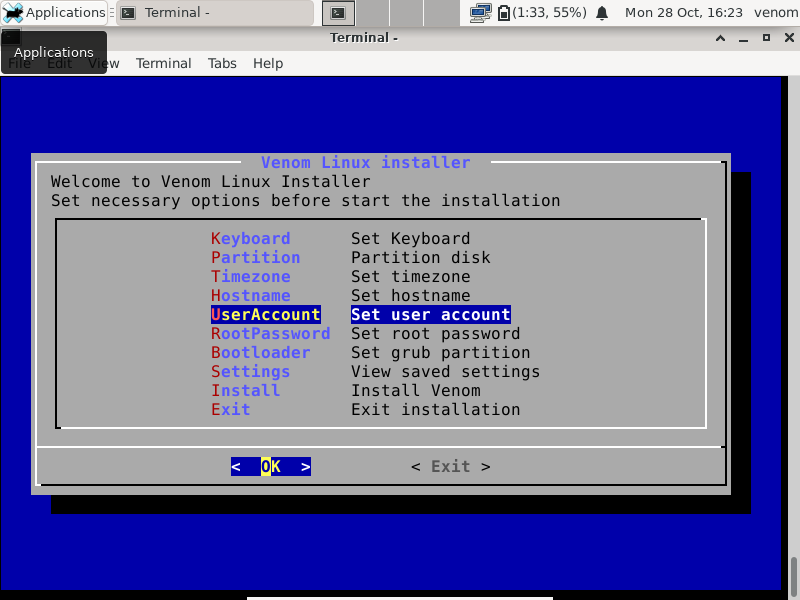 Applications
Terminal -
(1:33, 55%)
Mon 28 Oct, 16:23
venom
Terminal -
Applications
File Edit View Terminal Tabs Help
Venom Linux installer
Welcome to Venom Linux Installer
Set necessary options before start the installation
Keyboard Set Keyboard
Partition Partition disk
Timezone Set timezone
Hostname Set hostname
UserAccount Set user account
RootPassword Set root password
Bootloader Set grub partition
Settings View saved settings
Install Install Venom
Exit Exit installation
< OK > < Exit >